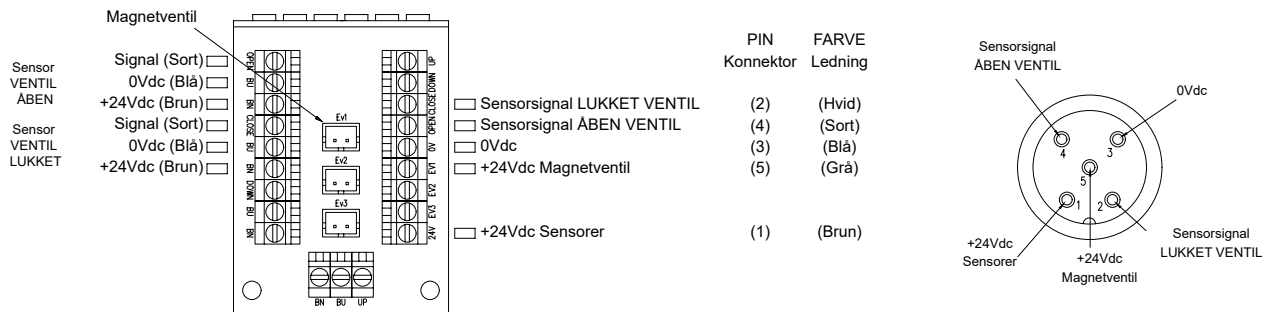 Magnetventil
Sensor
VENTIL
ÅBEN
Signal (Sort)
0Vdc (Blå)
+24Vdc (Brun)
Sensor
VENTIL
LUKKET
Signal (Sort)
0Vdc (Blå)
+24Vdc (Brun)
OPEN
BU
BN
CLOSE
BU
BN
DOWN
BU
BN
Ev1
Ev2
Ev3
BN BU UP
UP
DOWN
CLOSE
OPEN
0V
EV1
EV2
EV3
24V
PIN FARVE
Konnektor Ledning
Sensorsignal LUKKET VENTIL (2) (Hvid)
Sensorsignal ÅBEN VENTIL (4) (Sort)
0Vdc (3) (Blå)
+24Vdc Magnetventil (5) (Grå)
+24Vdc Sensorer (1) (Brun)
Sensorsignal
ÅBEN VENTIL
0Vdc
4
3
5
1
2
+24Vdc
Sensorer
+24Vdc
Magnetventil
Sensorsignal
LUKKET VENTIL